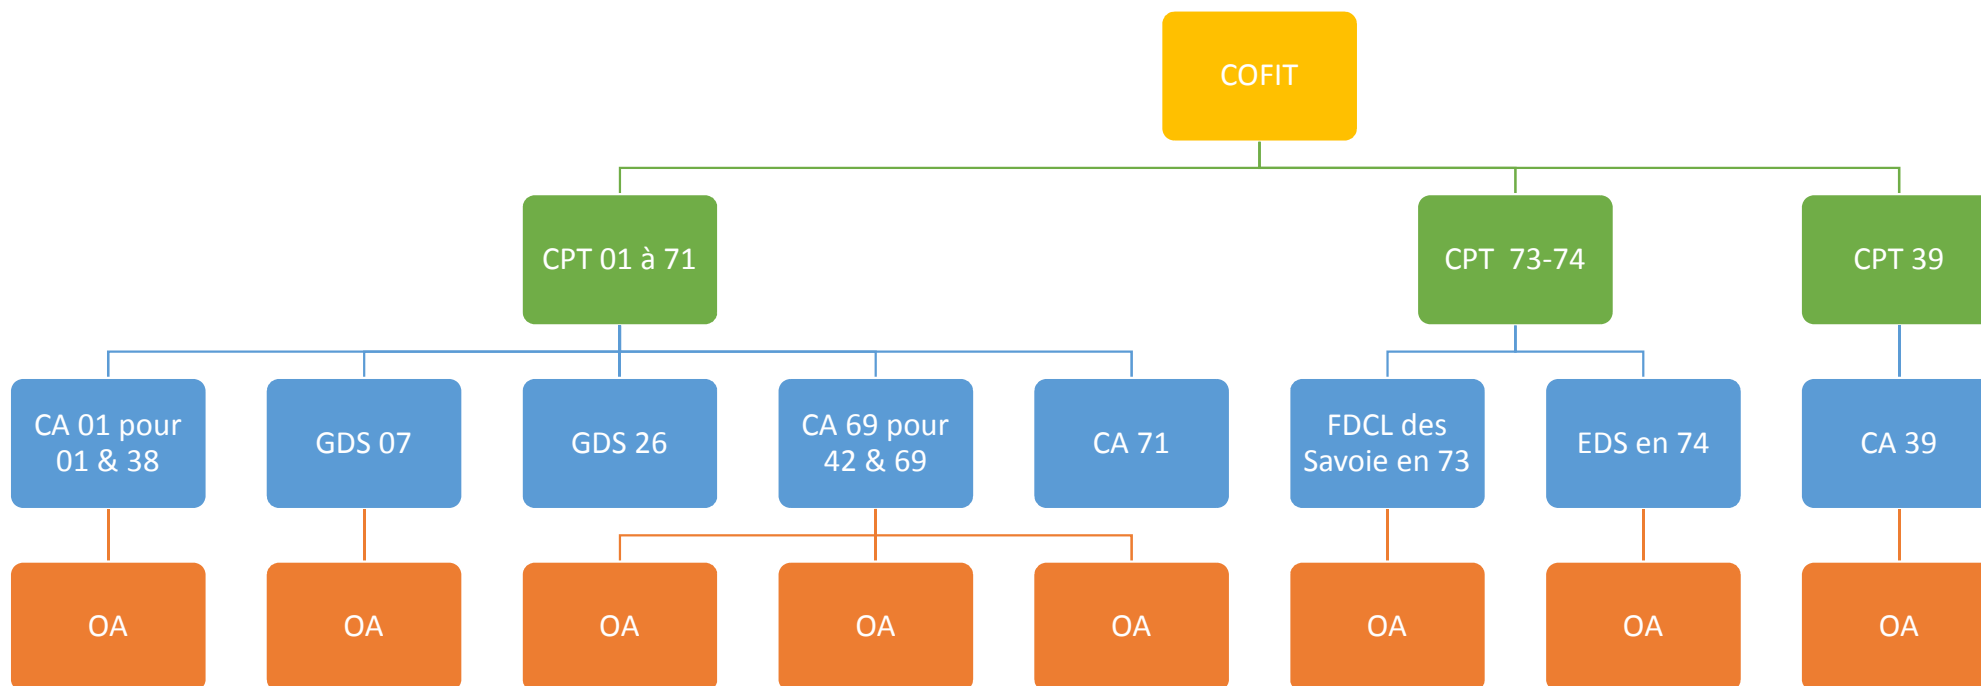 COFIT
CPT 01 à 71
CPT 73-74
CPT 39
CA 01 pour
01 & 38
GDS 07
GDS 26
CA 69 pour
42 & 69
CA 71
FDCL des
Savoie en 73
EDS en 74
CA 39
OA
OA
OA
OA
OA
OA
OA
OA